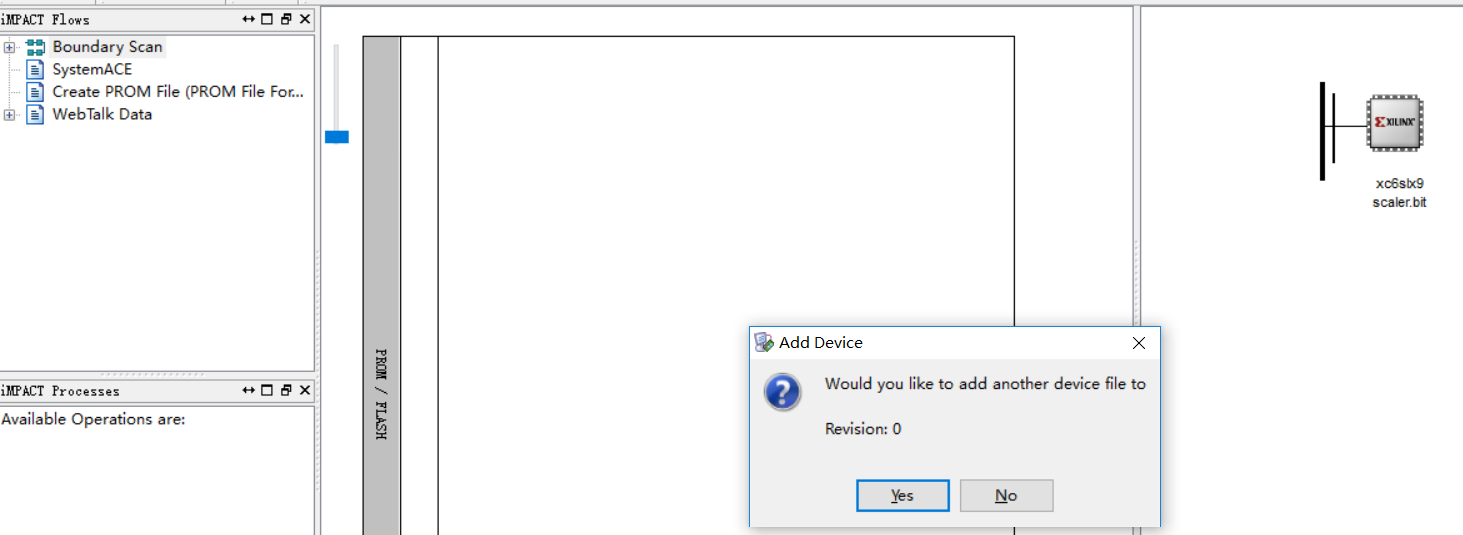 iMPACT Flows
Boundary Scan
SystemACE
Create PROM File (PROM File For...
WebTalk Data
iMPACT Processes
Available Operations are:
PROM / FLASH
XILINX
xc6slx9
scaler.bit
Add Device
Would you like to add another device file to
Revision: 0
Yes
No